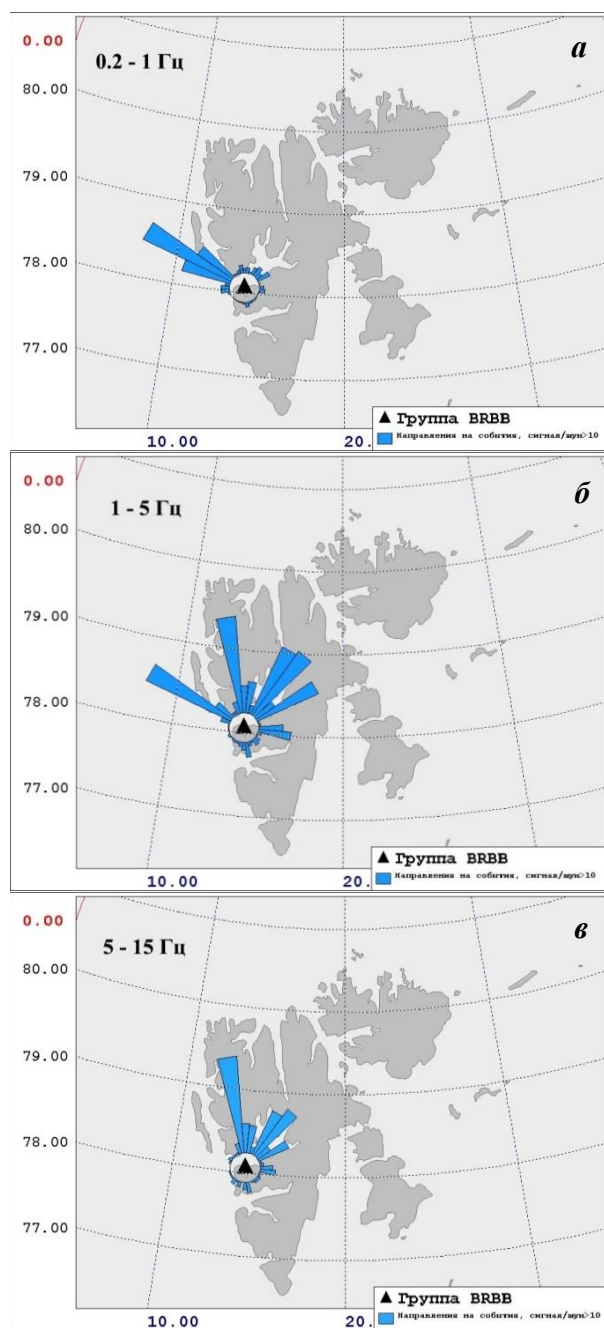 0.00
0.2 - 1 Гц
а
80.00
79.00
78.00
77.00
Группа BRBB
Направления на события, сигнал/шум>10
10.00
20.
0.00
1 - 5 Гц
б
80.00
79.00
78.00
77.00
Группа BRBB
Направления на события, сигнал/шум>10
10.00
20.
0.00
5 - 15 Гц
в
80.00
79.00
78.00
77.00
Группа BRBB
Направления на события, сигнал/шум>10
10.00
20.